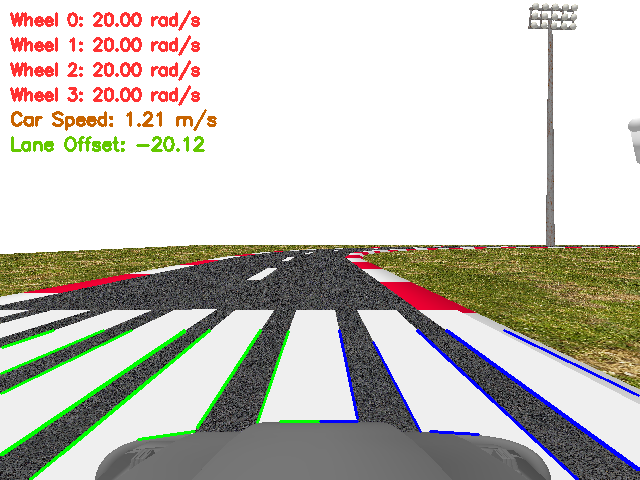 Wheel 0: 20.00 rad/s
Wheel 1: 20.00 rad/s
Wheel 2: 20.00 rad/s
Wheel 3: 20.00 rad/s
Car Speed: 1.21 m/s
Lane Offset: -20.12